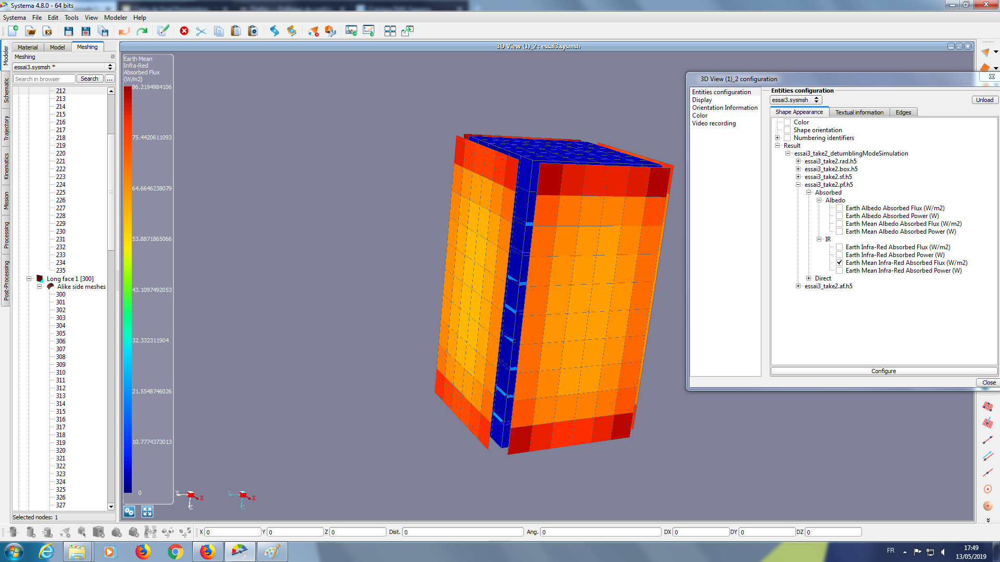 Systema 4.8.0 - 64 bits
Systema File Edit Tools View Modeler Help
Modeler
Schematic
Trajectory
Kinematics
Mission
Processing
Post-Processing
Material Model Meshing
Meshing
essai3.sysmsh *
Search in browser Search ...
212
213
214
215
216
217
218
219
220
221
222
223
224
225
226
227
228
229
230
231
232
233
234
235
Long face 1 [300]
Alike side meshes
300
301
302
303
304
305
306
307
308
309
310
311
312
313
314
315
316
317
318
319
320
321
322
323
324
325
326
327
Selected nodes: 1
3D View (1)_2 : essai3.sysmsh
Earth Mean
Infra-Red
Absorbed Flux
(W/m2)
86.2194984106
75.4420611093
64.6646238079
53.8871865066
43.1097492053
32.332311904
21.5548746026
10.7774373013
0
Y X Z
Y X Z
3D View (1)_2 configuration
Entities configuration
Display
Orientation Information
Color
Video recording
Entities configuration
essai3.sysmsh Unload
Shape Appearance Textual information Edges
Color
Shape orientation
Numbering identifiers
Result
essai3_take2_detumblingModeSimulation
essai3_take2.rad.h5
essai3_take2.box.h5
essai3_take2.sf.h5
essai3_take2.pf.h5
Absorbed
Albedo
Earth Albedo Absorbed Flux (W/m2)
Earth Albedo Absorbed Power (W)
Earth Mean Albedo Absorbed Flux (W/m2)
Earth Mean Albedo Absorbed Power (W)
IR
Earth Infra-Red Absorbed Flux (W/m2)
Earth Infra-Red Absorbed Power (W)
Earth Mean Infra-Red Absorbed Flux (W/m2)
Earth Mean Infra-Red Absorbed Power (W)
Direct
essai3_take2.af.h5
Configure
Close
X 0 Y 0 Z 0 Dist. 0 Ang. 0 DX 0 DY 0 DZ 0
FR
17:49
13/05/2019